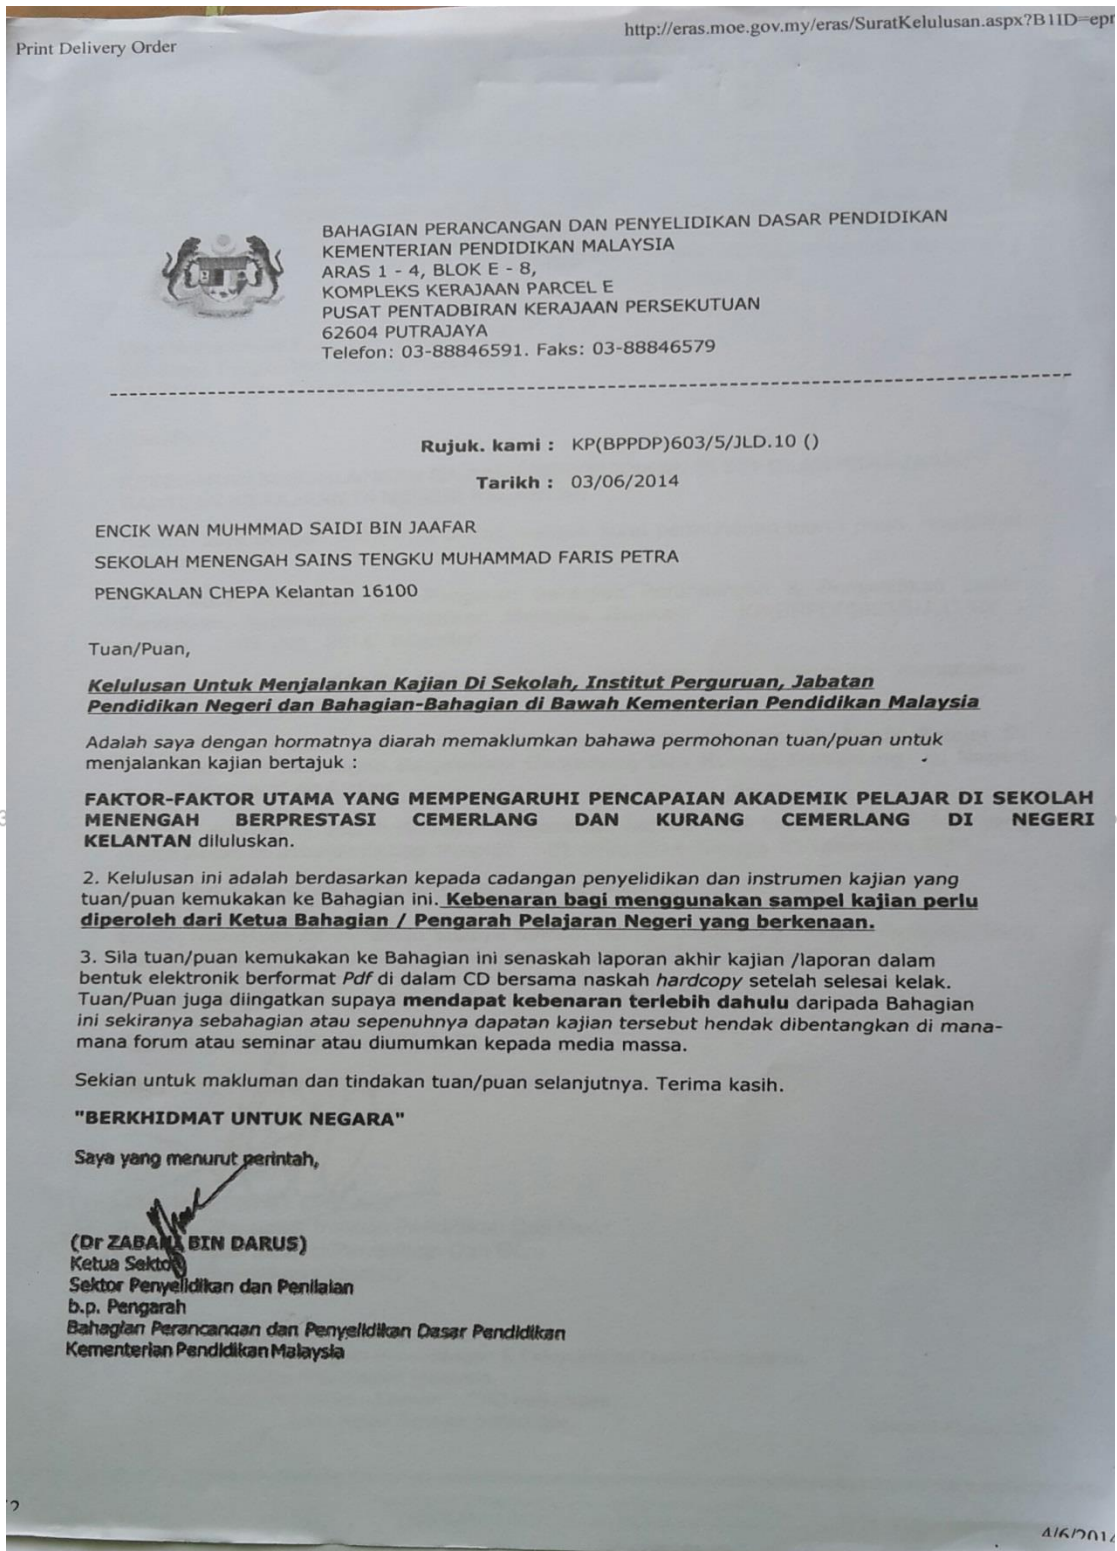 http://eras.moe.gov.my/eras/SuratKelulusan.aspx?B1ID=epr
Print Delivery Order
BAHAGIAN PERANCANGAN DAN PENYELIDIKAN DASAR PENDIDIKAN
KEMENTERIAN PENDIDIKAN MALAYSIA
ARAS 1 - 4, BLOK E - 8,
KOMPLEKS KERAJAAN PARCEL E
PUSAT PENTADBIRAN KERAJAAN PERSEKUTUAN
62604 PUTRAJAYA
Telefon: 03-88846591. Faks: 03-88846579
Rujuk. kami : KP(BPPDP)603/5/JLD.10 ()
Tarikh : 03/06/2014
ENCIK WAN MUHMMAD SAIDI BIN JAAFAR
SEKOLAH MENENGAH SAINS TENGKU MUHAMMAD FARIS PETRA
PENGKALAN CHEPA Kelantan 16100
Tuan/Puan,
Kelulusan Untuk Menjalankan Kajian Di Sekolah, Institut Perguruan, Jabatan
Pendidikan Negeri dan Bahagian-Bahagian di Bawah Kementerian Pendidikan Malaysia
Adalah saya dengan hormatnya diarah memaklumkan bahawa permohonan tuan/puan untuk
menjalankan kajian bertajuk :
FAKTOR-FAKTOR UTAMA YANG MEMPENGARUHI PENCAPAIAN AKADEMIK PELAJAR DI SEKOLAH
MENENGAH BERPRESTASI CEMERLANG DAN KURANG CEMERLANG DI NEGERI
KELANTAN diluluskan.
2. Kelulusan ini adalah berdasarkan kepada cadangan penyelidikan dan instrumen kajian yang
tuan/puan kemukakan ke Bahagian ini. Kebenaran bagi menggunakan sampel kajian perlu
diperoleh dari Ketua Bahagian / Pengarah Pelajaran Negeri yang berkenaan.
3. Sila tuan/puan kemukakan ke Bahagian ini senaskah laporan akhir kajian /laporan dalam
bentuk elektronik berformat Pdf di dalam CD bersama naskah hardcopy setelah selesai kelak.
Tuan/Puan juga diingatkan supaya mendapat kebenaran terlebih dahulu daripada Bahagian
ini sekiranya sebahagian atau sepenuhnya dapatan kajian tersebut hendak dibentangkan di mana-
mana forum atau seminar atau diumumkan kepada media massa.
Sekian untuk makluman dan tindakan tuan/puan selanjutnya. Terima kasih.
"BERKHIDMAT UNTUK NEGARA"
Saya yang menurut perintah,
(Dr BIN DARUS)
Ketua Sektor
Sektor Penyelidikan dan Penilaian
b.p. Pengarah
Bahagian Perancangan dan Penyelidikan Dasar Pendidikan
Kementerian Pendidikan Malaysia
4/6/2014